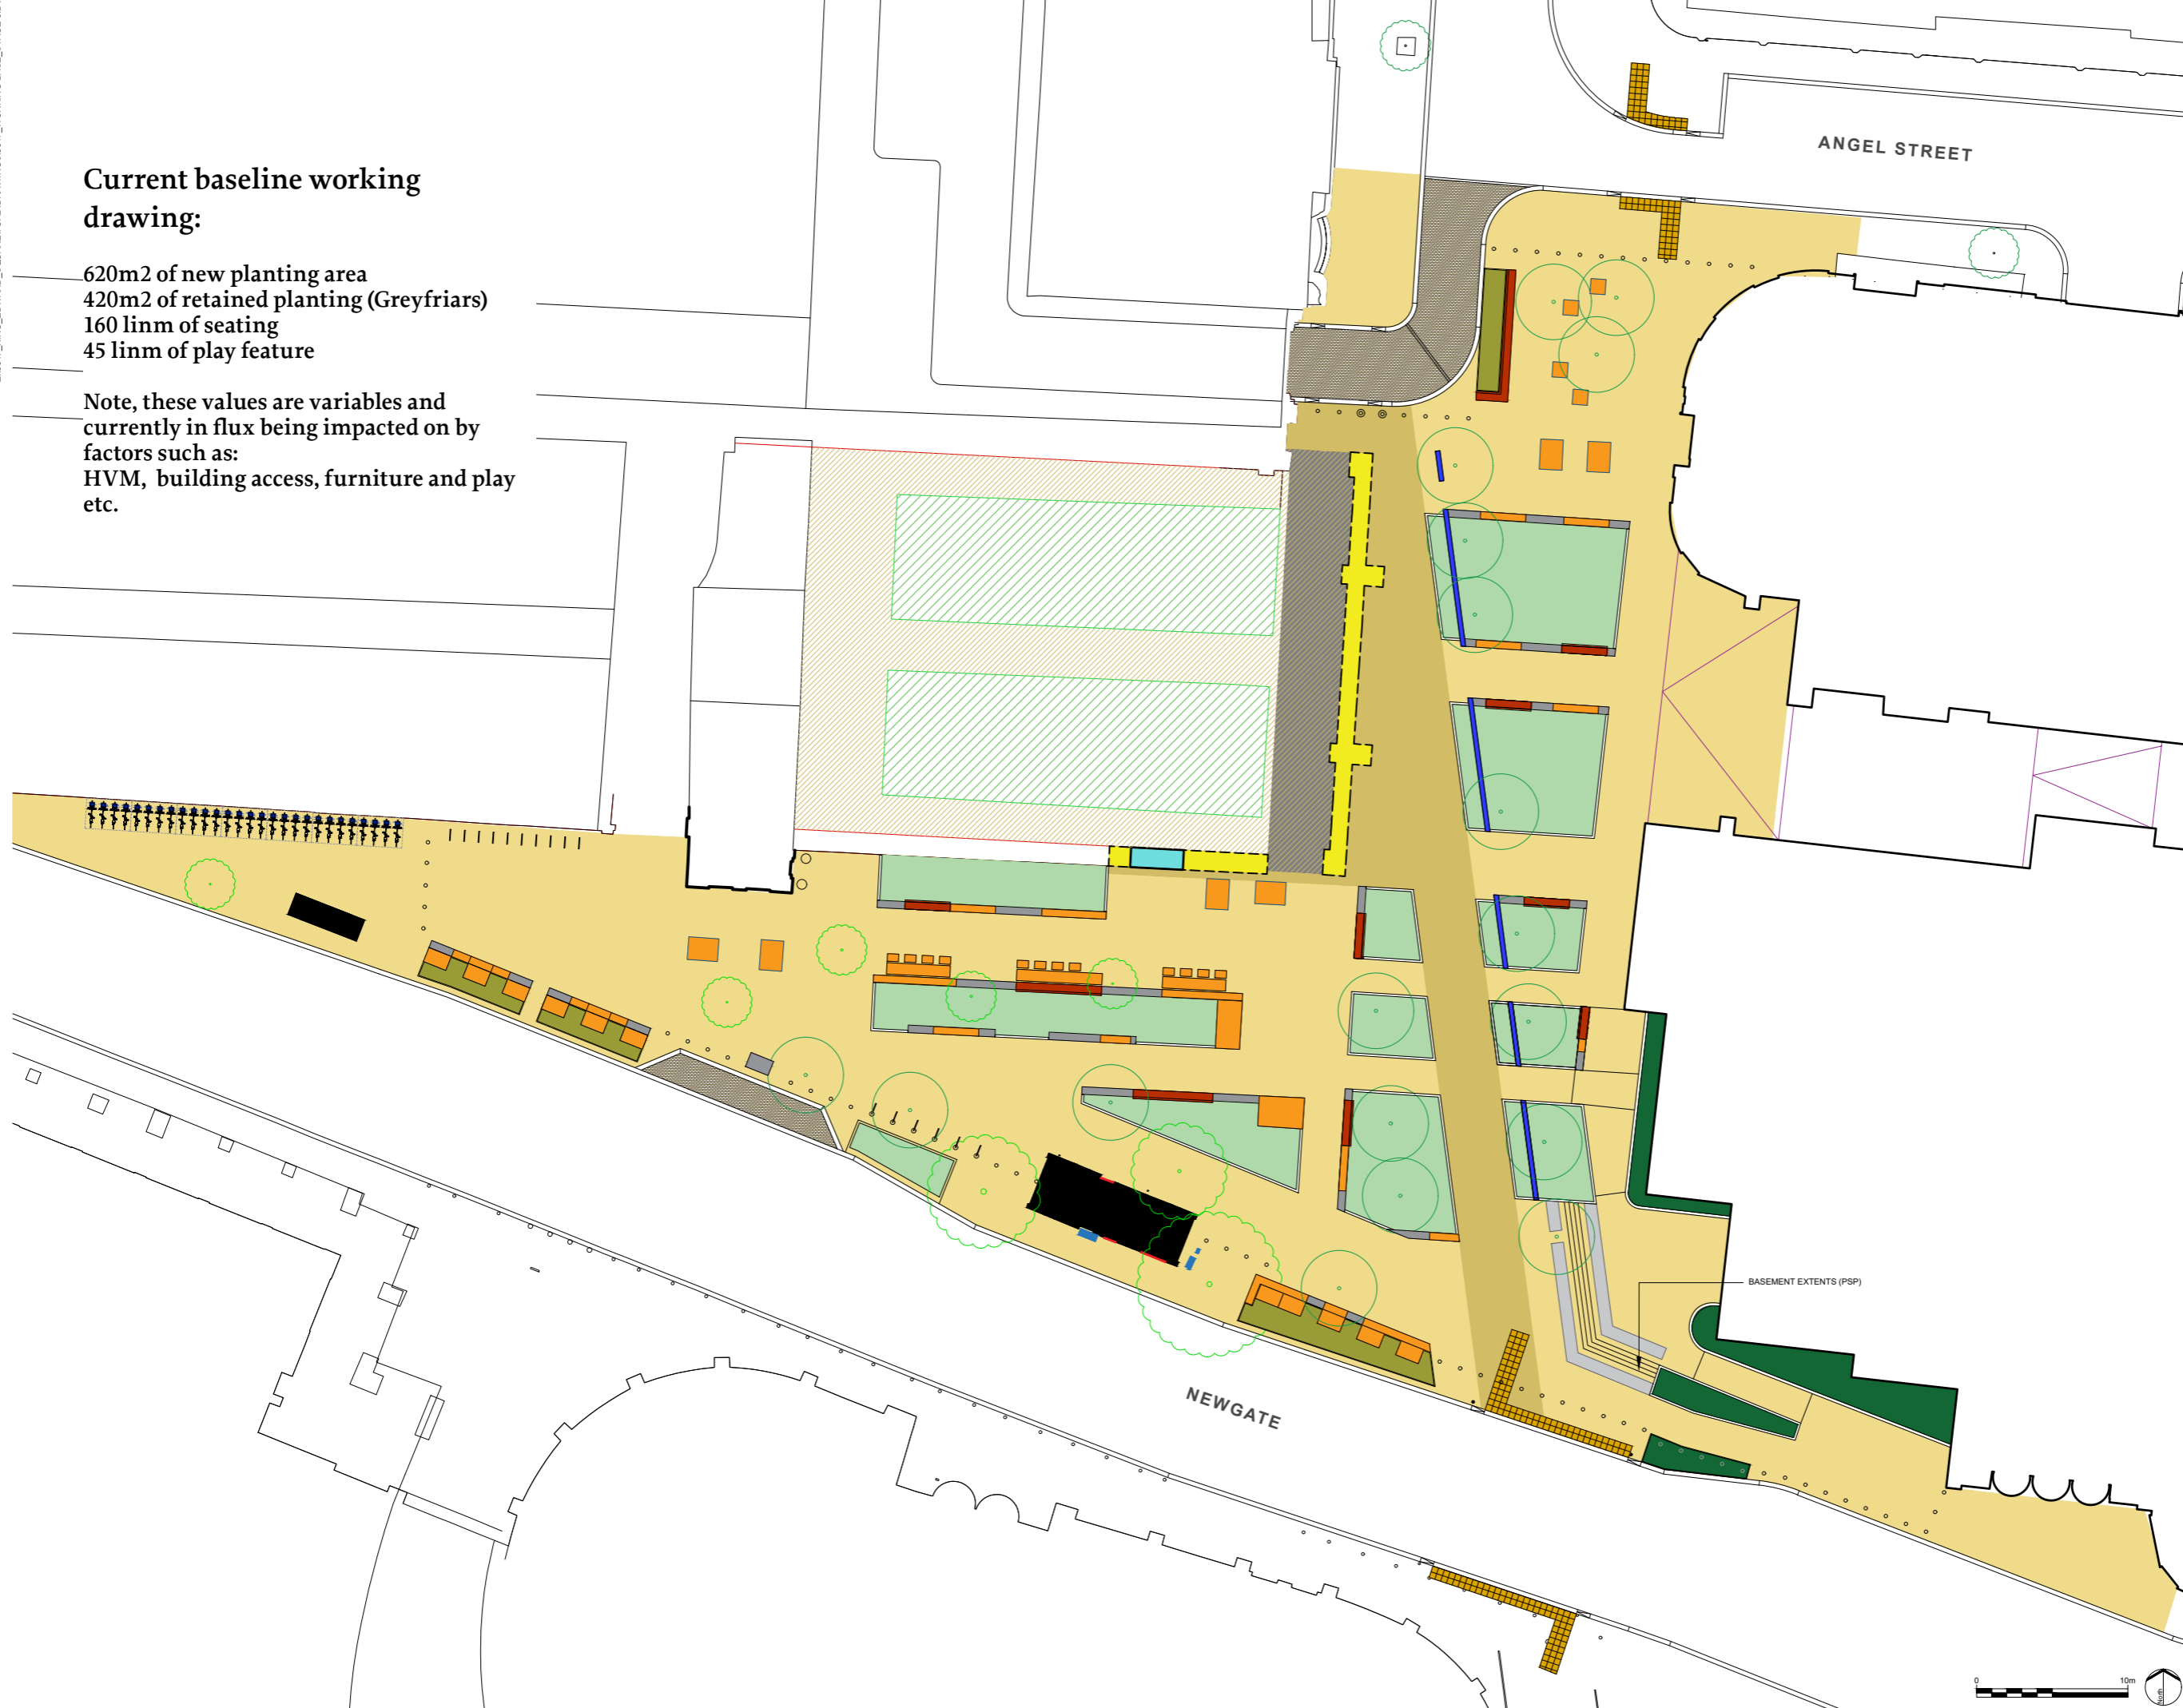 Current baseline working
drawing:
620m2 of new planting area
420m2 of retained planting (Greyfriars)
160 linm of seating
45 linm of play feature
Note, these values are variables and
currently in flux being impacted on by
factors such as:
HVM, building access, furniture and play
etc.
ANGEL STREET
BASEMENT EXTENTS (PSP)
NEWGATE
0 10m
North